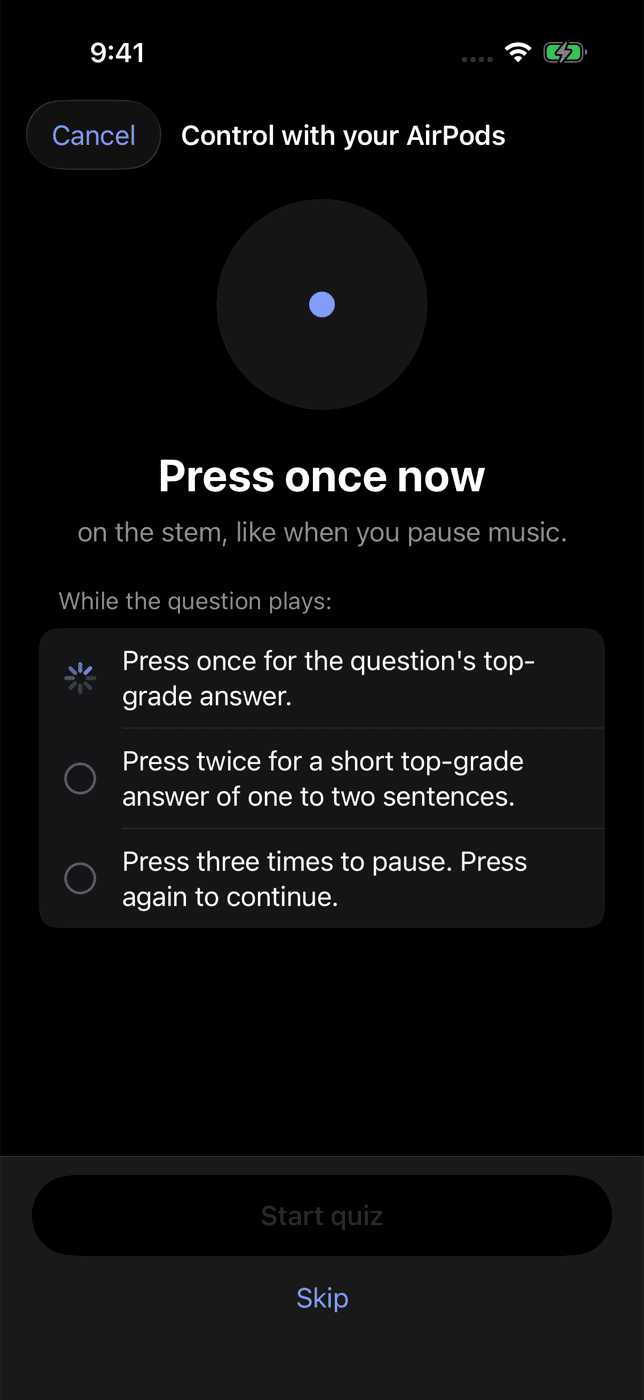 9:41
Cancel
Control with your AirPods
Press once now
on the stem, like when you pause music.
While the question plays:
Press once for the question's top-
grade answer.
Press twice for a short top-grade
answer of one to two sentences.
Press three times to pause. Press
again to continue.
Start quiz
Skip